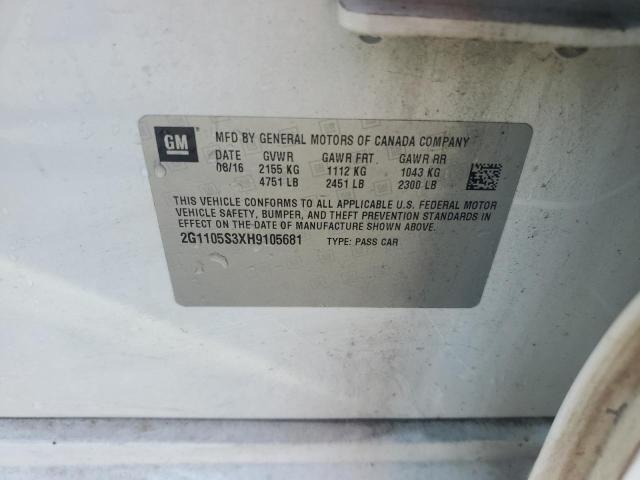 GM
MFD BY GENERAL MOTORS OF CANADA COMPANY
DATE GVWR GAWR FRT. GAWR RR
08/16 2155 KG 1112 KG 1043 KG
4751 LB 2451 LB 2300 LB
THIS VEHICLE CONFORMS TO ALL APPLICABLE U.S. FEDERAL MOTOR
VEHICLE SAFETY, BUMPER, AND THEFT PREVENTION STANDARDS IN
EFFECT ON THE DATE OF MANUFACTURE SHOWN ABOVE.
2G1105S3XH9105681 TYPE: PASS CAR